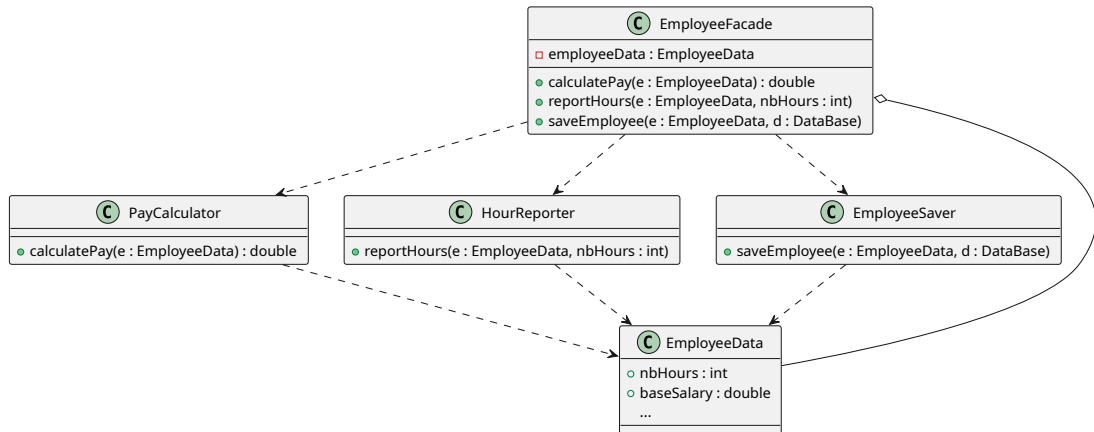 C EmployeeFacade
employeeData : EmployeeData
calculatePay(e : EmployeeData) : double
reportHours(e : EmployeeData, nbHours : int)
saveEmployee(e : EmployeeData, d : DataBase)
C PayCalculator
calculatePay(e : EmployeeData) : double
C HourReporter
reportHours(e : EmployeeData, nbHours : int)
C EmployeeSaver
saveEmployee(e : EmployeeData, d : DataBase)
C EmployeeData
nbHours : int
baseSalary : double
...